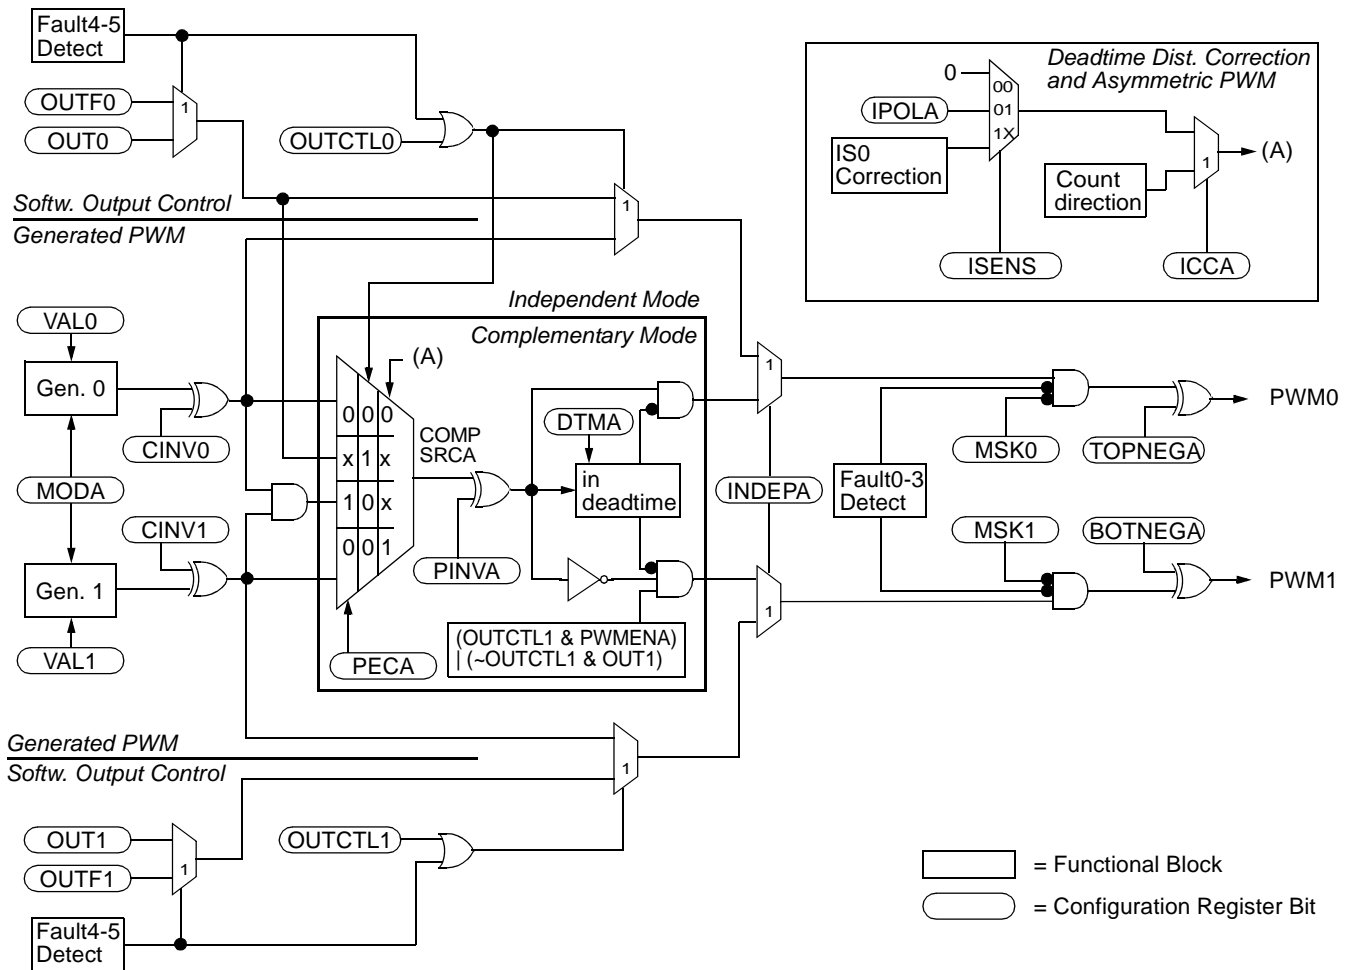 Fault4-5
Detect
OUTF0
OUT0
1
OUTCTL0
Softw. Output Control
Generated PWM
1
Deadtime Dist. Correction
and Asymmetric PWM
0
IPOLA
IS0
Correction
00
01
1X
Count
direction
1
(A)
ISENS
ICCA
VAL0
Gen. 0
CINV0
MODA
CINV1
Gen. 1
VAL1
Independent Mode
Complementary Mode
(A)
0 0 0
x 1 x
1 0 x
0 0 1
COMP
SRCA
PINVA
PECA
DTMA
in
deadtime
(OUTCTL1 & PWMENA)
| (~OUTCTL1 & OUT1)
1
INDEPA
1
MSK0
Fault0-3
Detect
MSK1
TOPNEGA
BOTNEGA
PWM0
PWM1
Generated PWM
Softw. Output Control
1
OUT1
OUTF1
1
OUTCTL1
Fault4-5
Detect
= Functional Block
= Configuration Register Bit